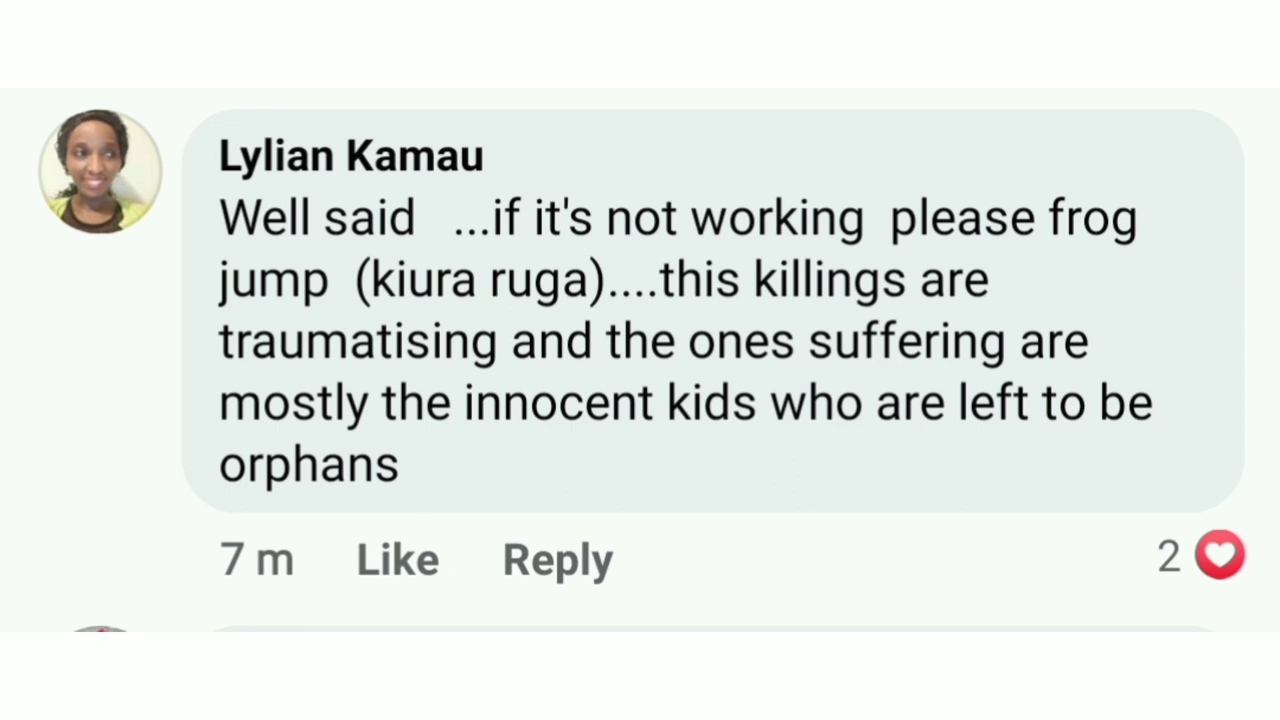 Lylian Kamau
Well said ...if it's not working please frog
jump (kiura ruga)....this killings are
traumatising and the ones suffering are
mostly the innocent kids who are left to be
orphans
7 m Like Reply 2